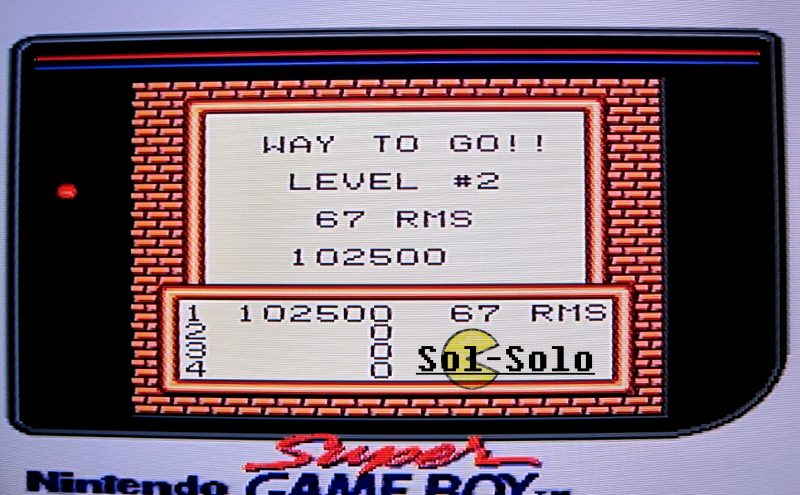 WAY TO GO!!
LEVEL #2
67 RMS
102500
1 102500 67 RMS
2 0
3 0
4 0
Sol-Solo
Super
Nintendo GAME BOY TM